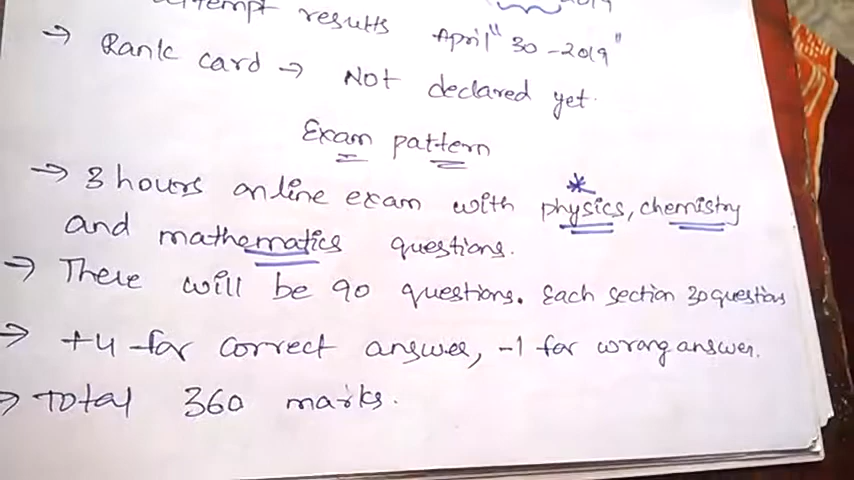 attempt results April" 30 -2019"
→ Rank card → Not declared yet.
Exam pattern
→ 3 hours online exam with physics, chemistry
and mathematics questions.
→ There will be 90 questions. Each section 30 questions
→ +4 for correct answer, -1 for wrong answer.
→ Total 360 marks.